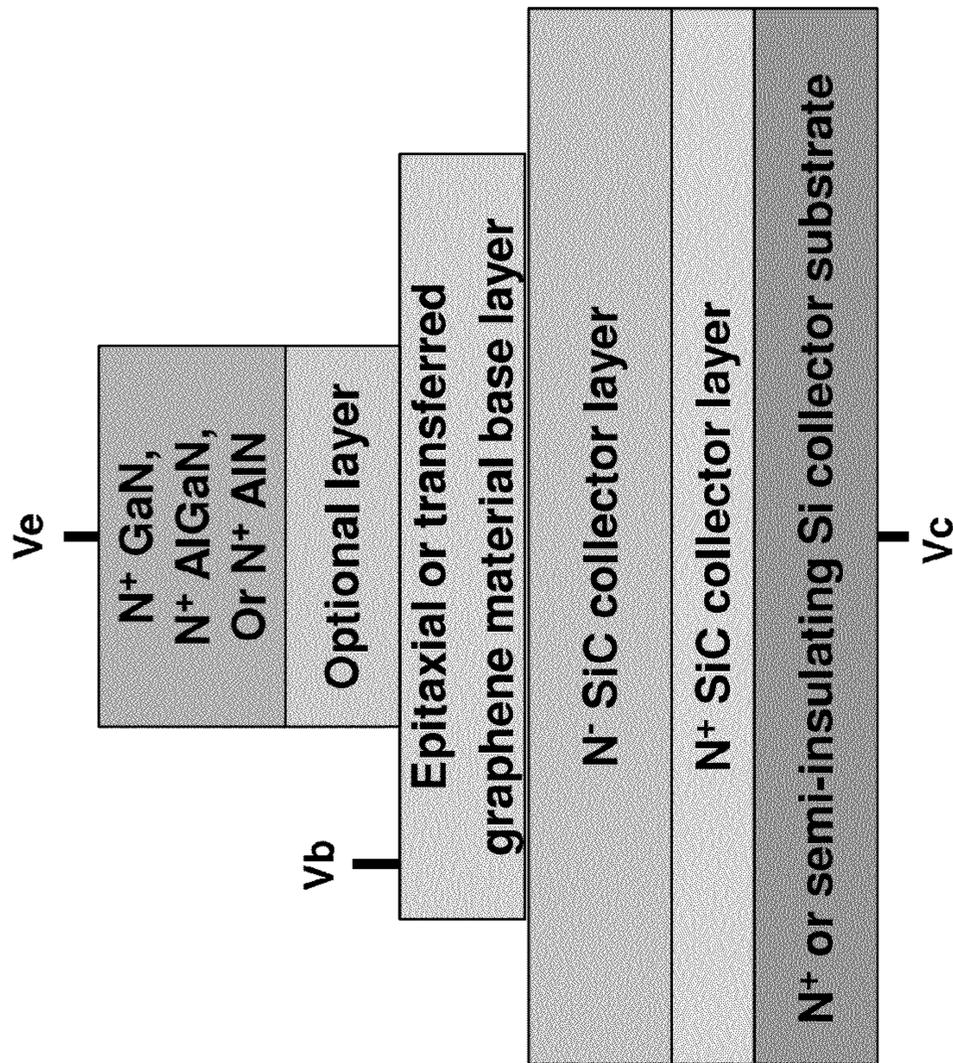 Ve
N⁺ GaN,
N⁺ AlGaN,
Or N⁺ AlN
Optional layer
Vb
Epitaxial or transferred
graphene material base layer
N⁻ SiC collector layer
N⁺ SiC collector layer
N⁺ or semi-insulating Si collector substrate
Vc